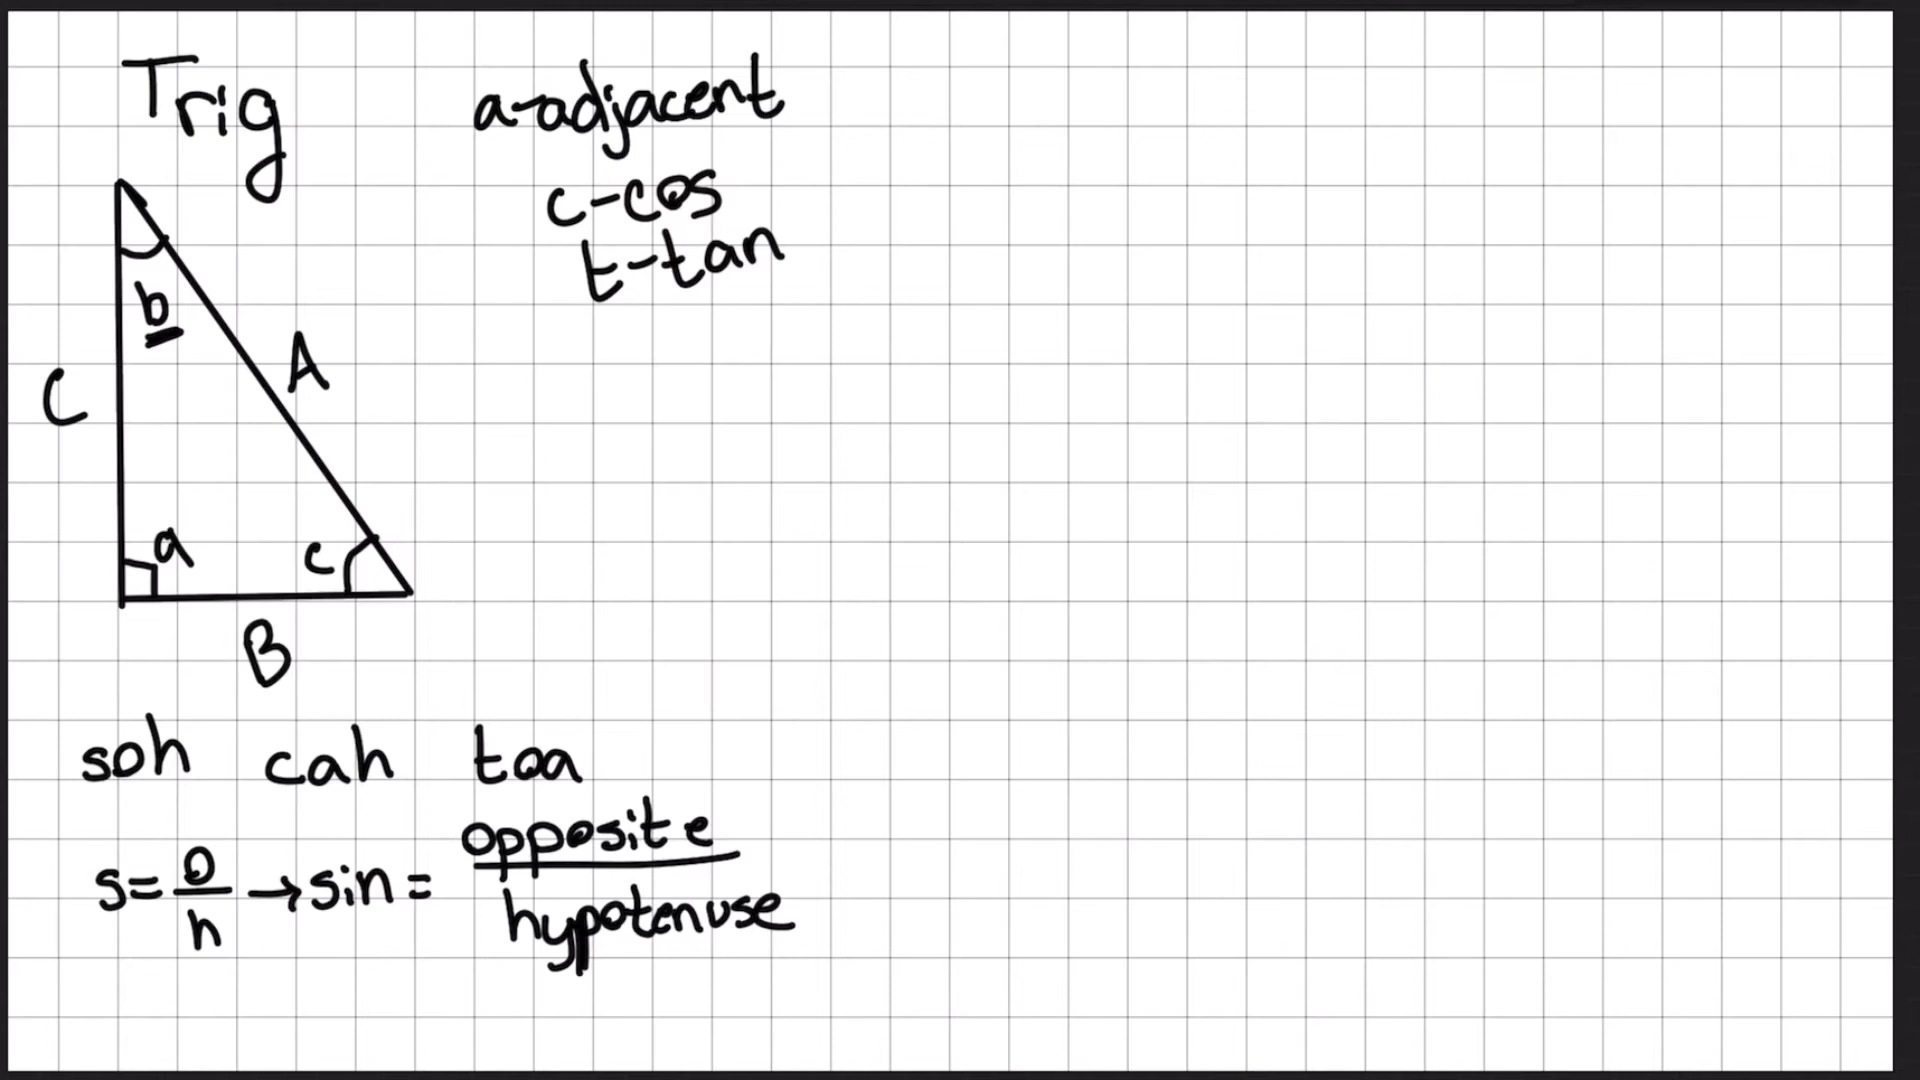 Trig
a-adjacent
c-cos
t-tan
b
C
A
a
c
B
soh cah toa
s=o/h →sin= opposite/hypotenuse